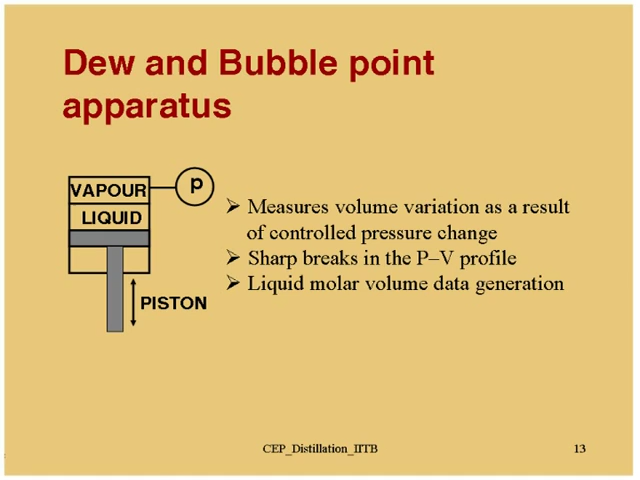 Dew and Bubble point
apparatus
VAPOUR
p
LIQUID
PISTON
➢ Measures volume variation as a result
of controlled pressure change
➢ Sharp breaks in the P–V profile
➢ Liquid molar volume data generation
CEP_Distillation_IITB
13